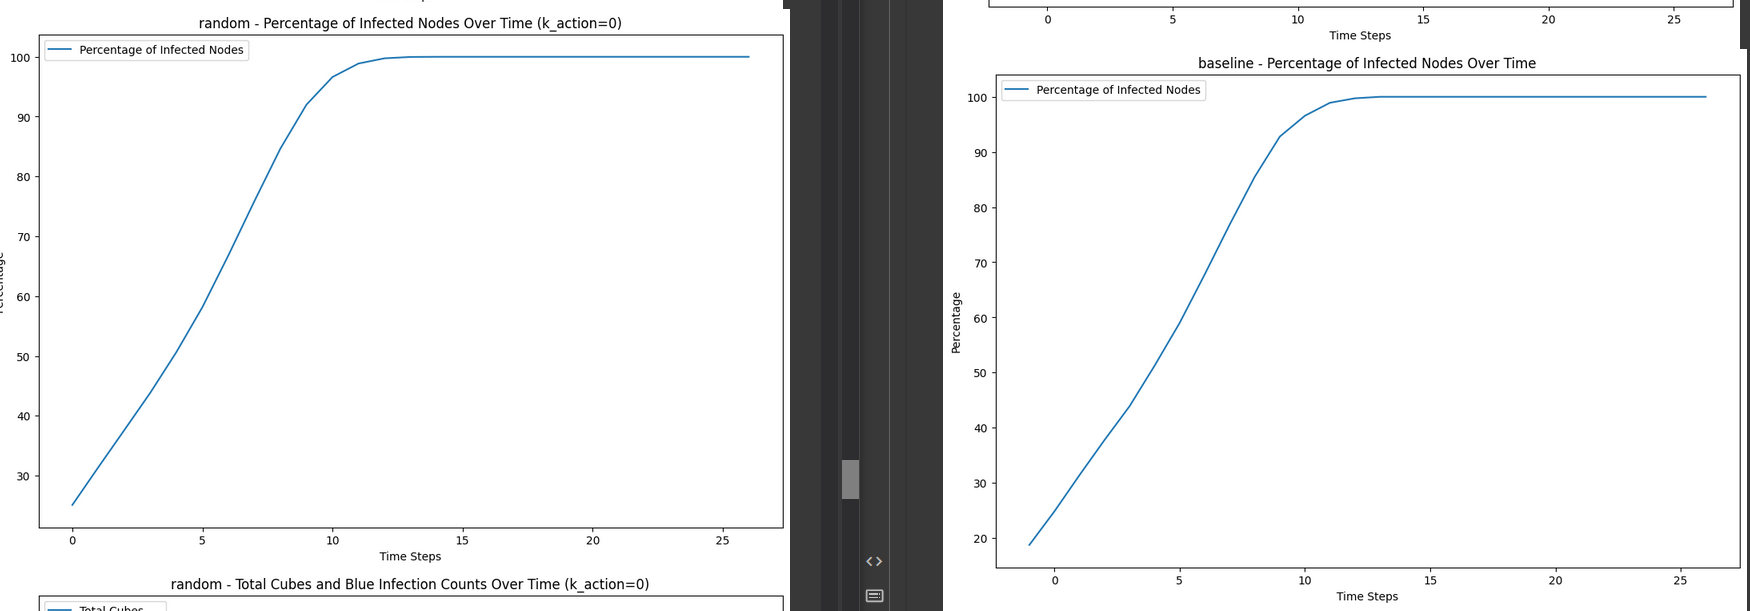 random - Percentage of Infected Nodes Over Time (k_action=0)
Percentage of Infected Nodes
100
90
80
70
60
50
40
30
0 5 10 15 20 25
Time Steps
random - Total Cubes and Blue Infection Counts Over Time (k_action=0)
Total Cubes
0 5 10 15 20 25
Time Steps
baseline - Percentage of Infected Nodes Over Time
Percentage of Infected Nodes
Percentage
100
90
80
70
60
50
40
30
20
0 5 10 15 20 25
Time Steps